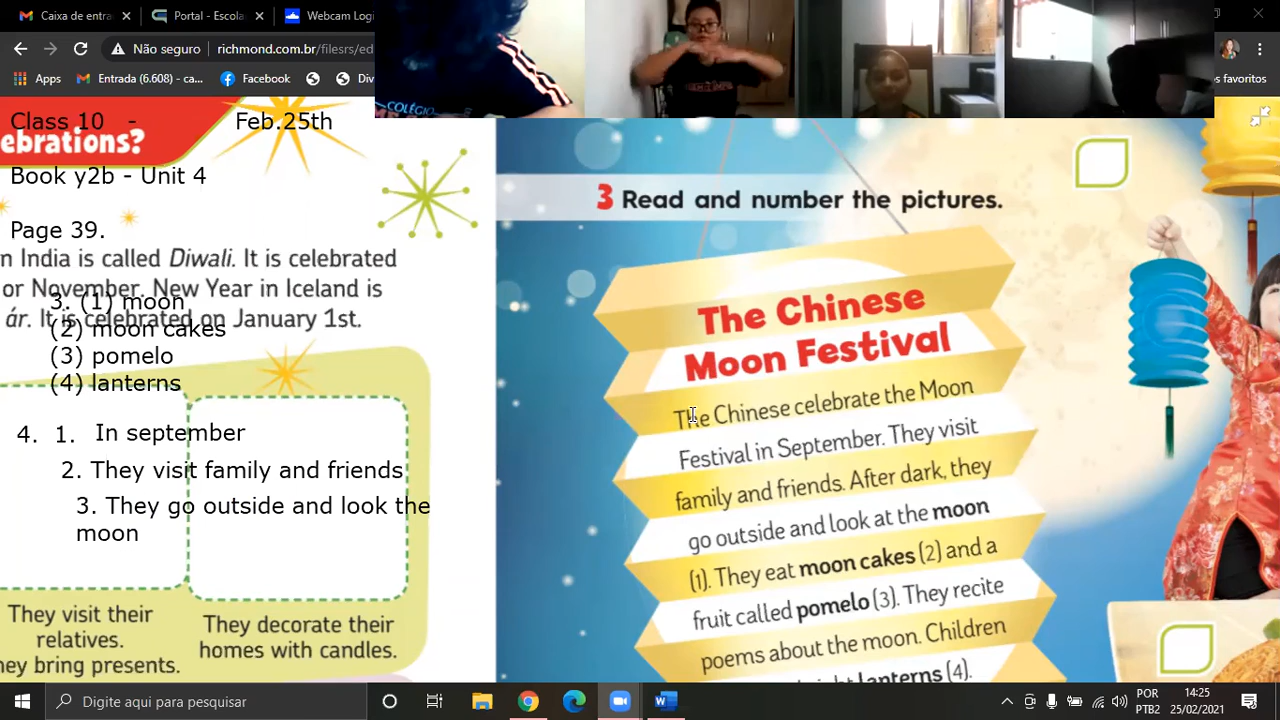 Caixa de entra
Portal - Escola
Webcam Logi
Não seguro
richmond.com.br/filesrs/ed
Apps
Entrada (6.608) - ca...
Facebook
Div
os favoritos
COLÉGIO
Class 10 - Feb.25th
ebrations?
Book y2b - Unit 4
Page 39.
n India is called Diwali. It is celebrated
or November. New Year in Iceland is
ár. It is celebrated on January 1st.
3. (1) moon
(2) moon cakes
(3) pomelo
(4) lanterns
4. 1. In september
2. They visit family and friends
3. They go outside and look the
moon
They visit their
relatives.
hey bring presents.
They decorate their
homes with candles.
3 Read and number the pictures.
The Chinese
Moon Festival
The Chinese celebrate the Moon
Festival in September. They visit
family and friends. After dark, they
go outside and look at the moon
(1). They eat moon cakes (2) and a
fruit called pomelo (3). They recite
poems about the moon. Children
lanterns (4).
Digite aqui para pesquisar
POR
PTB2
14:25
25/02/2021